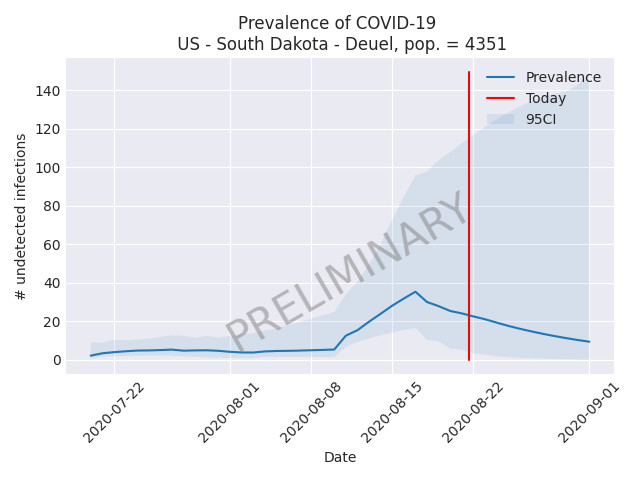 Prevalence of COVID-19
US - South Dakota - Deuel, pop. = 4351
Prevalence
Today
95CI
140
120
100
80
60
40
20
0
# undetected infections
PRELIMINARY
2020-07-22
2020-08-01
2020-08-08
2020-08-15
2020-08-22
2020-09-01
Date